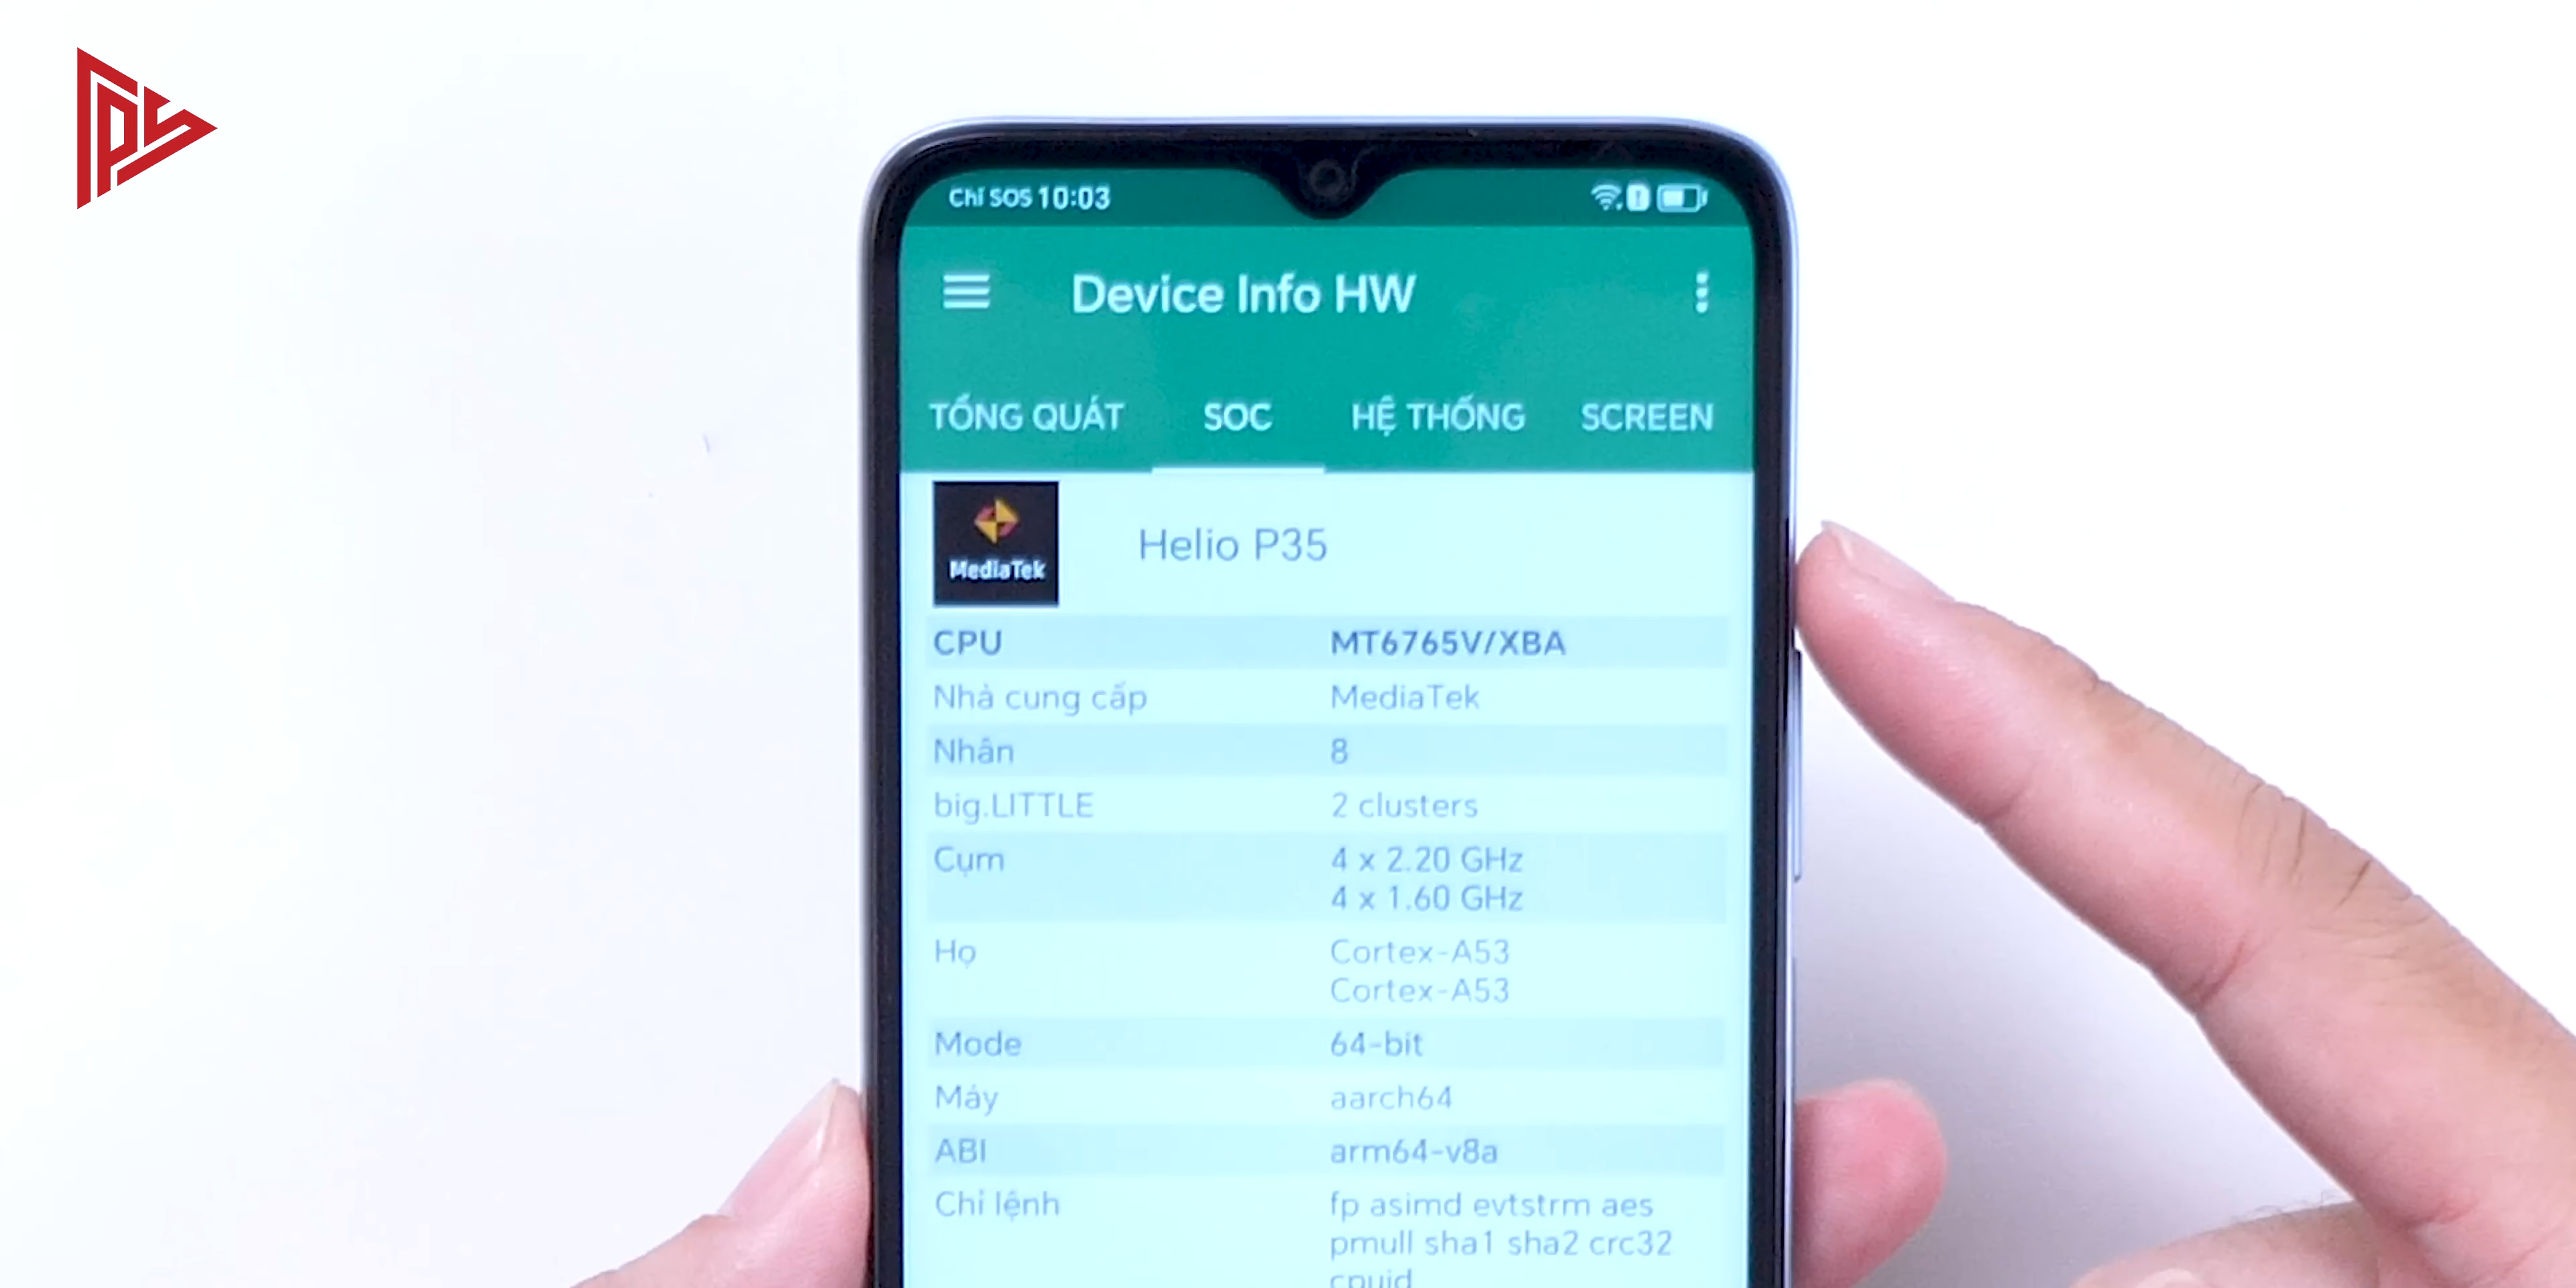 Chỉ SOS 10:03
Device Info HW
TỔNG QUÁT SOC HỆ THỐNG SCREEN
MediaTek
Helio P35
CPU MT6765V/XBA
Nhà cung cấp MediaTek
Nhân 8
big.LITTLE 2 clusters
Cụm 4 x 2.20 GHz
4 x 1.60 GHz
Họ Cortex-A53
Cortex-A53
Mode 64-bit
Máy aarch64
ABI arm64-v8a
Chỉ lệnh fp asimd evtstrm aes
pmull sha1 sha2 crc32
cpuid